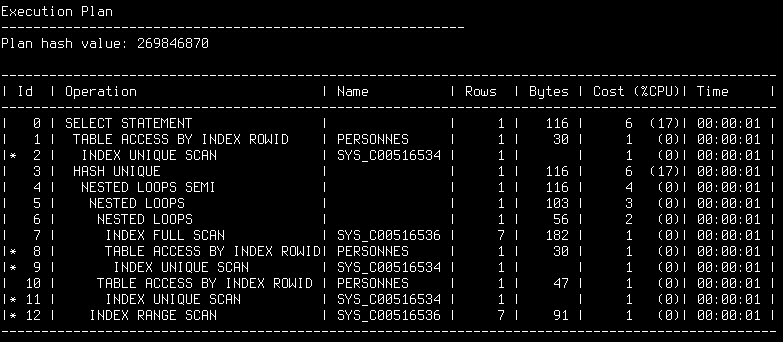 Execution Plan
----------------------------------------------------------
Plan hash value: 269846870

-------------------------------------------------------------------------------------------------
| Id  | Operation                        | Name         | Rows  | Bytes | Cost (%CPU)| Time     |
-------------------------------------------------------------------------------------------------
|   0 | SELECT STATEMENT                 |              |     1 |   116 |     6  (17)| 00:00:01 |
|   1 |  TABLE ACCESS BY INDEX ROWID     | PERSONNES    |     1 |    30 |     1   (0)| 00:00:01 |
|*  2 |   INDEX UNIQUE SCAN              | SYS_C00516534 |     1 |       |     1   (0)| 00:00:01 |
|   3 |  HASH UNIQUE                     |              |     1 |   116 |     6  (17)| 00:00:01 |
|   4 |   NESTED LOOPS SEMI              |              |     1 |   116 |     4   (0)| 00:00:01 |
|   5 |    NESTED LOOPS                  |              |     1 |   103 |     3   (0)| 00:00:01 |
|   6 |     NESTED LOOPS                 |              |     1 |    56 |     2   (0)| 00:00:01 |
|   7 |      INDEX FULL SCAN             | SYS_C00516536 |     7 |   182 |     1   (0)| 00:00:01 |
|*  8 |      TABLE ACCESS BY INDEX ROWID| PERSONNES    |     1 |    30 |     1   (0)| 00:00:01 |
|*  9 |       INDEX UNIQUE SCAN          | SYS_C00516534 |     1 |       |     1   (0)| 00:00:01 |
|  10 |     TABLE ACCESS BY INDEX ROWID | PERSONNES    |     1 |    47 |     1   (0)| 00:00:01 |
|* 11 |      INDEX UNIQUE SCAN           | SYS_C00516534 |     1 |       |     1   (0)| 00:00:01 |
|* 12 |    INDEX RANGE SCAN              | SYS_C00516536 |     7 |    91 |     1   (0)| 00:00:01 |
-------------------------------------------------------------------------------------------------